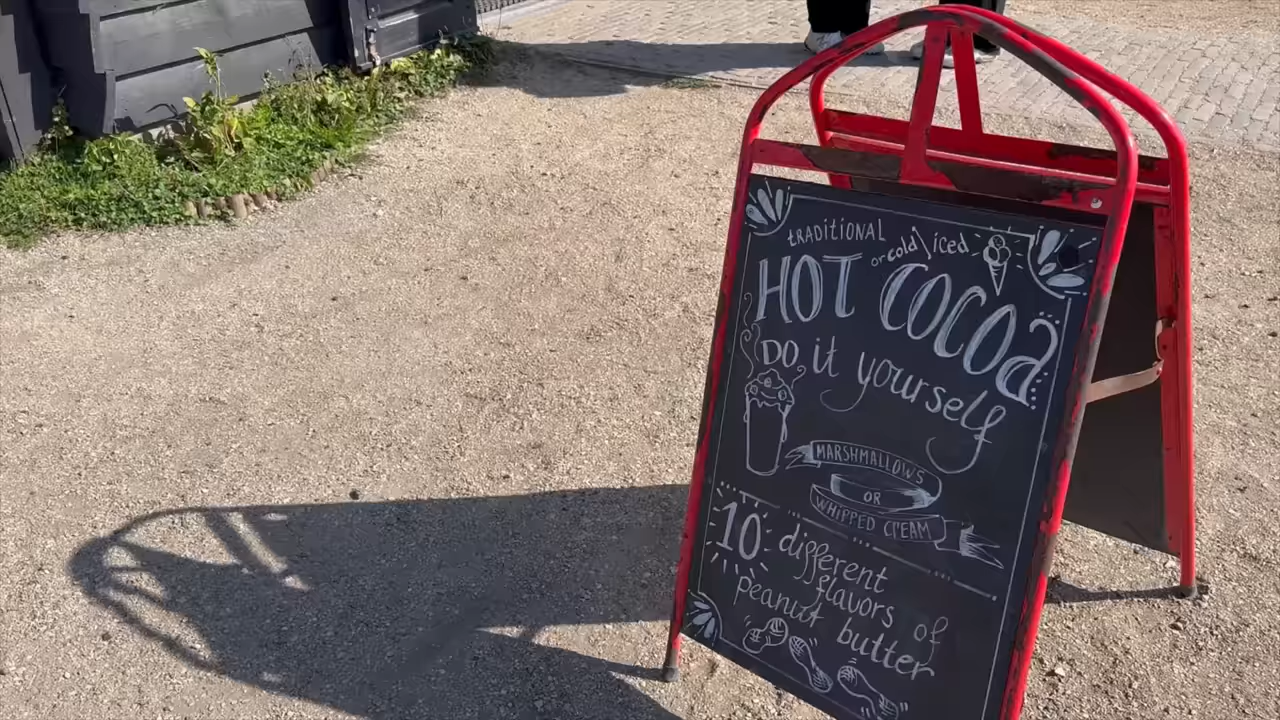 tRADITIONAL
or cold \ iced
HOT COCOa
DO it yourself
MARSHMALLOWS
OR
WHIPPED CREAM
10 different
flavors of
peanut butter